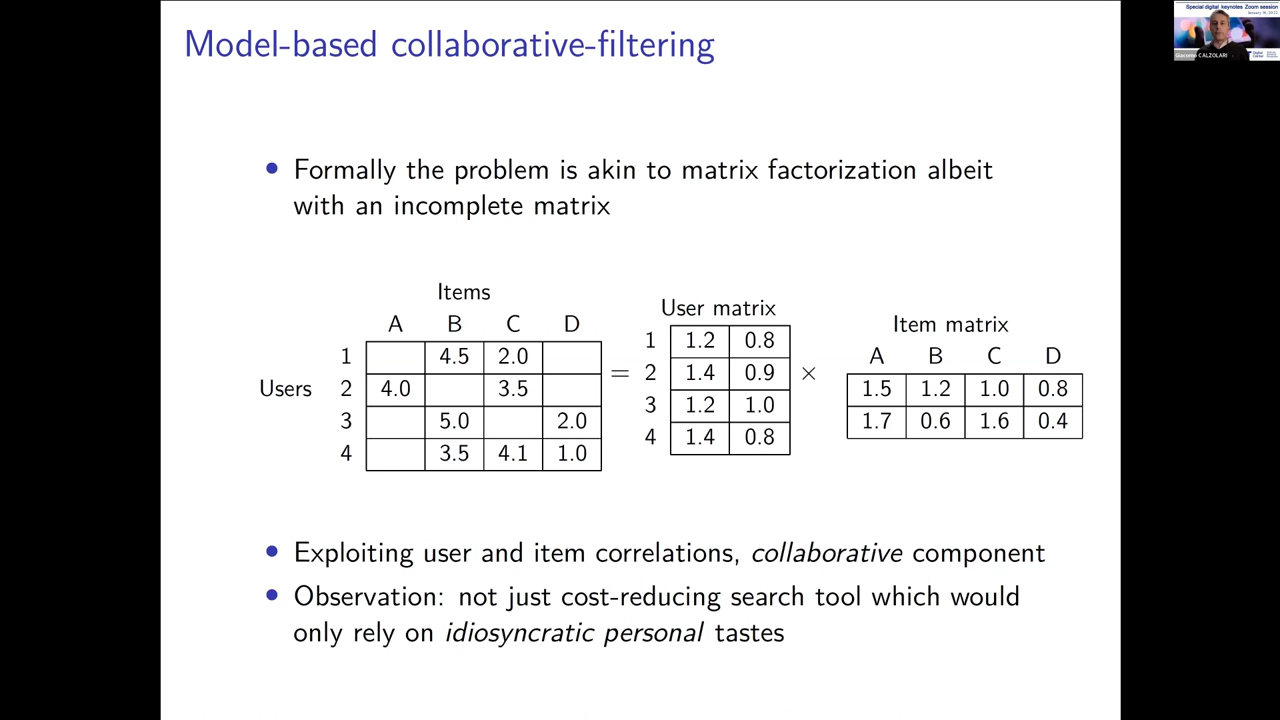 Special digital keynotes Zoom session
Giacomo CALZOLARI
Model-based collaborative-filtering
• Formally the problem is akin to matrix factorization albeit
with an incomplete matrix
Items
A B C D
Users
1 4.5 2.0
2 4.0 3.5
3 5.0 2.0
4 3.5 4.1 1.0
=
User matrix
1 1.2 0.8
2 1.4 0.9
3 1.2 1.0
4 1.4 0.8
×
Item matrix
A B C D
1.5 1.2 1.0 0.8
1.7 0.6 1.6 0.4
• Exploiting user and item correlations, collaborative component
• Observation: not just cost-reducing search tool which would
only rely on idiosyncratic personal tastes